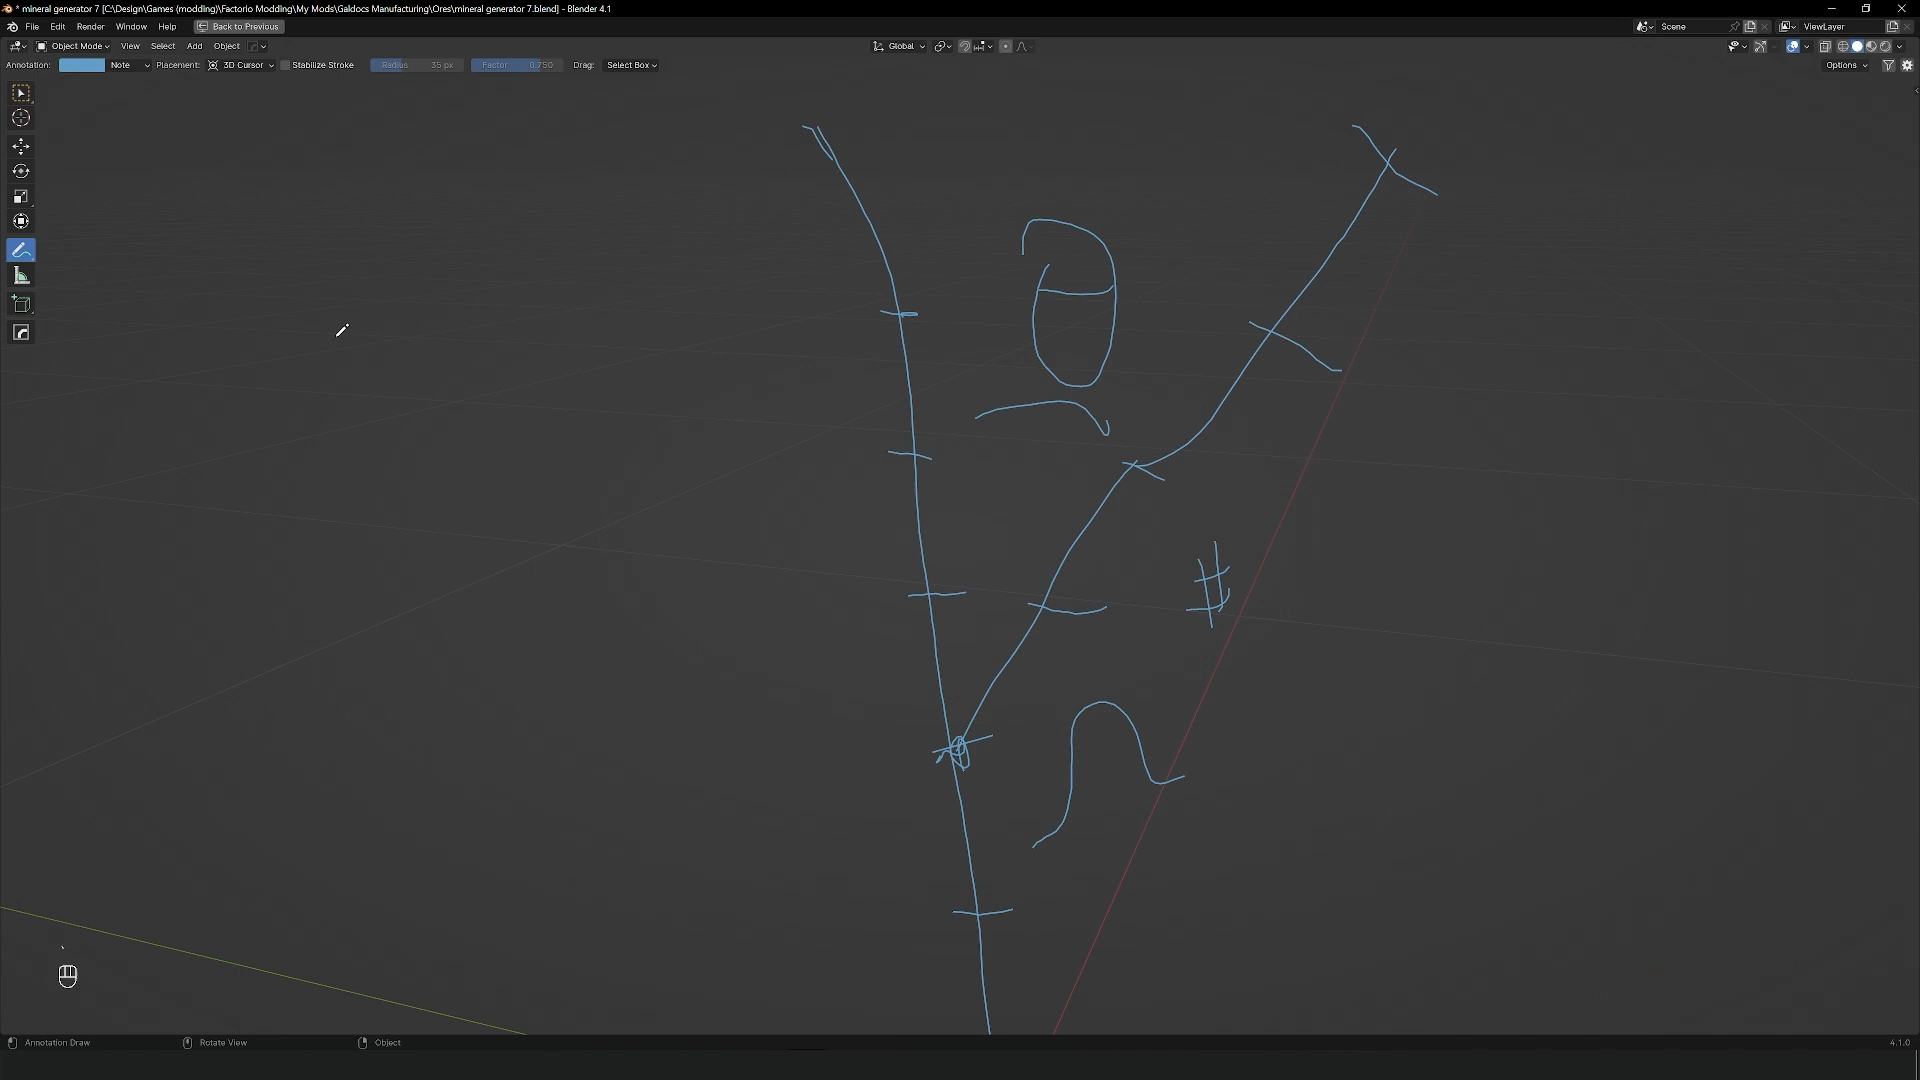 * mineral generator 7 [C:\Design\Games (modding)\Factorio Modding\My Mods\Galdocs Manufacturing\Ores\mineral generator 7.blend] - Blender 4.1
File Edit Render Window Help Back to Previous Scene ViewLayer
Object Mode View Select Add Object Global
Annotation: Note Placement: 3D Cursor Stabilize Stroke Radius 35 px Factor 0.750 Drag: Select Box Options
#
Annotation Draw Rotate View Object 4.1.0